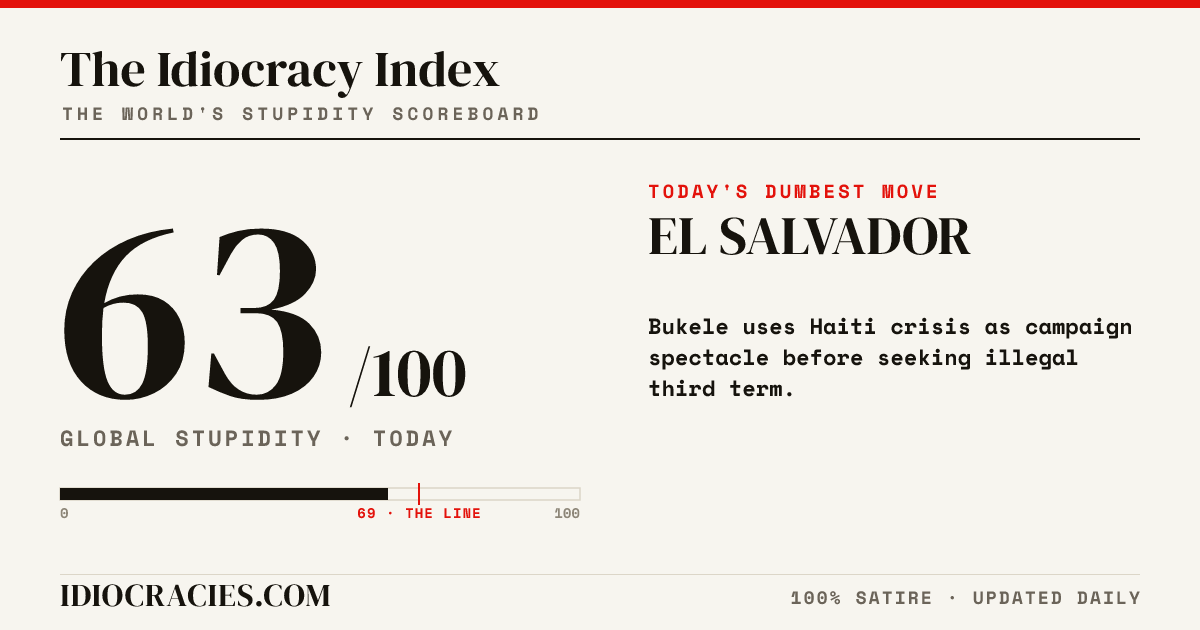 The Idiocracy Index
THE WORLD'S STUPIDITY SCOREBOARD
63 /100
GLOBAL STUPIDITY · TODAY
0
69 · THE LINE
100
TODAY'S DUMBEST MOVE
EL SALVADOR
Bukele uses Haiti crisis as campaign
spectacle before seeking illegal
third term.
IDIOCRACIES.COM
100% SATIRE · UPDATED DAILY